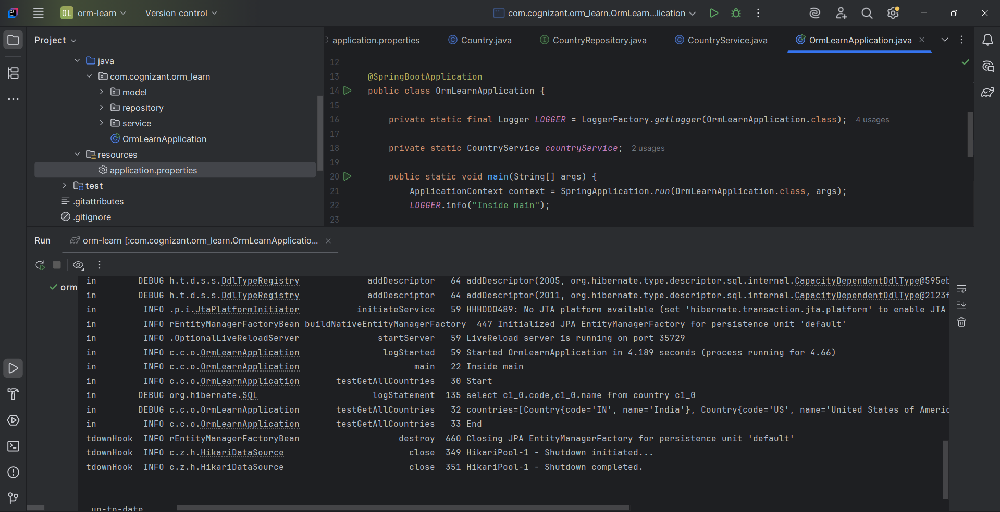 OL orm-learn Version control com.cognizant.orm_learn.OrmLearn...lication
Project
application.properties Country.java CountryRepository.java CountryService.java OrmLearnApplication.java
java
com.cognizant.orm_learn
model
repository
service
OrmLearnApplication
resources
application.properties
test
.gitattributes
.gitignore
12
13 @SpringBootApplication
14 public class OrmLearnApplication {
15
16 private static final Logger LOGGER = LoggerFactory.getLogger(OrmLearnApplication.class); 4 usages
17
18 private static CountryService countryService; 2 usages
19
20 public static void main(String[] args) {
21 ApplicationContext context = SpringApplication.run(OrmLearnApplication.class, args);
22 LOGGER.info("Inside main");
23
Run orm-learn [:com.cognizant.orm_learn.OrmLearnApplicatio...
orm
in DEBUG h.t.d.s.s.DdlTypeRegistry addDescriptor 64 addDescriptor(2005, org.hibernate.type.descriptor.sql.internal.CapacityDependentDdlType@595eb
in DEBUG h.t.d.s.s.DdlTypeRegistry addDescriptor 64 addDescriptor(2011, org.hibernate.type.descriptor.sql.internal.CapacityDependentDdlType@2123f
in INFO .p.i.JtaPlatformInitiator initiateService 59 HHH000489: No JTA platform available (set 'hibernate.transaction.jta.platform' to enable JTA
in INFO rEntityManagerFactoryBean buildNativeEntityManagerFactory 447 Initialized JPA EntityManagerFactory for persistence unit 'default'
in INFO .OptionalLiveReloadServer startServer 59 LiveReload server is running on port 35729
in INFO c.c.o.OrmLearnApplication logStarted 59 Started OrmLearnApplication in 4.189 seconds (process running for 4.66)
in INFO c.c.o.OrmLearnApplication main 22 Inside main
in INFO c.c.o.OrmLearnApplication testGetAllCountries 30 Start
in DEBUG org.hibernate.SQL logStatement 135 select c1_0.code,c1_0.name from country c1_0
in DEBUG c.c.o.OrmLearnApplication testGetAllCountries 32 countries=[Country{code='IN', name='India'}, Country{code='US', name='United States of Americ
in INFO c.c.o.OrmLearnApplication testGetAllCountries 33 End
tdownHook INFO rEntityManagerFactoryBean destroy 660 Closing JPA EntityManagerFactory for persistence unit 'default'
tdownHook INFO c.z.h.HikariDataSource close 349 HikariPool-1 - Shutdown initiated...
tdownHook INFO c.z.h.HikariDataSource close 351 HikariPool-1 - Shutdown completed.
up-to-date